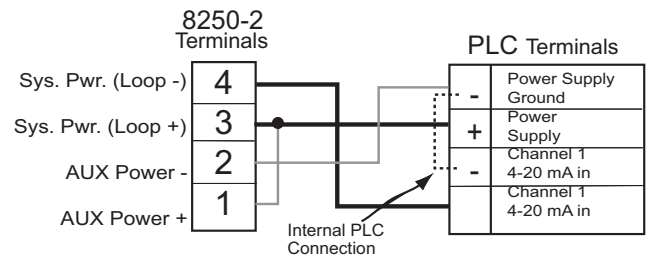 8250-2
Terminals
PLC Terminals
Sys. Pwr. (Loop -)
4
Sys. Pwr. (Loop +)
3
AUX Power -
2
AUX Power +
1
-
Power Supply
Ground
+
Power
Supply
-
Channel 1
4-20 mA in
Channel 1
4-20 mA in
Internal PLC
Connection